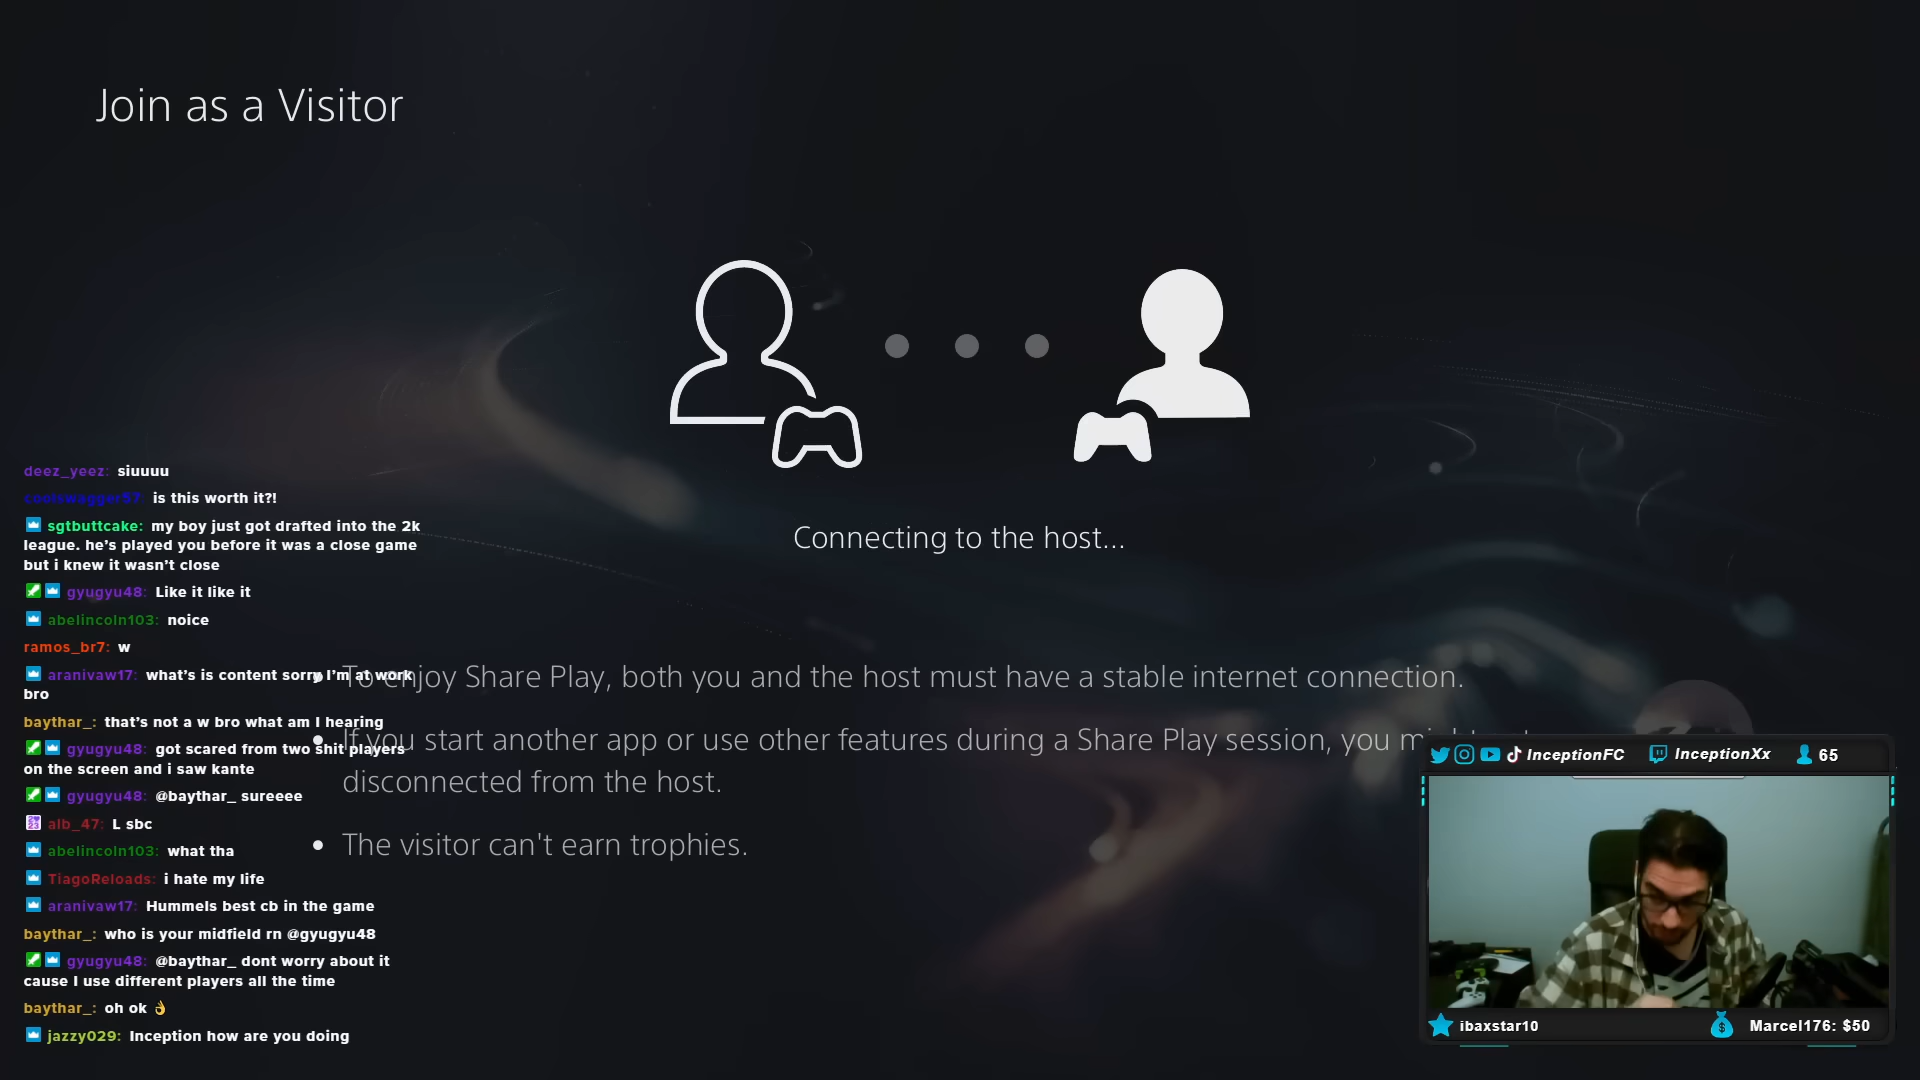 Join as a Visitor
Connecting to the host...
To enjoy Share Play, both you and the host must have a stable internet connection.
If you start another app or use other features during a Share Play session, you
disconnected from the host.
The visitor can't earn trophies.
deez_yeez: siuuuu
coolswagger57: is this worth it?!
sgtbuttcake: my boy just got drafted into the 2k
league. he's played you before it was a close game
but i knew it wasn't close
gyugyu48: Like it like it
abelincoln103: noice
ramos_br7: w
aranivaw17: what's is content sorry I'm at work
bro
baythar_: that's not a w bro what am I hearing
gyugyu48: got scared from two shit players
on the screen and i saw kante
gyugyu48: @baythar_ sureeee
alb_47: L sbc
abelincoln103: what tha
TiagoReloads: i hate my life
aranivaw17: Hummels best cb in the game
baythar_: who is your midfield rn @gyugyu48
gyugyu48: @baythar_ dont worry about it
cause I use different players all the time
baythar_: oh ok 👌
jazzy029: Inception how are you doing
InceptionFC InceptionXx 65
ibaxstar10 Marcel176: $50